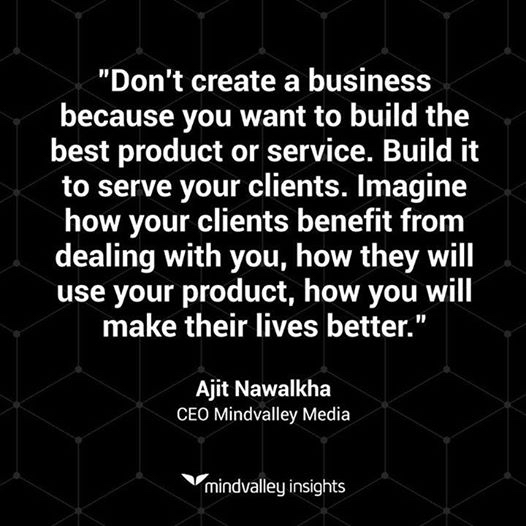 "Don't create a business
because you want to build the
best product or service. Build it
to serve your clients. Imagine
how your clients benefit from
dealing with you, how they will
use your product, how you will
make their lives better."
Ajit Nawalkha
CEO Mindvalley Media
mindvalley insights